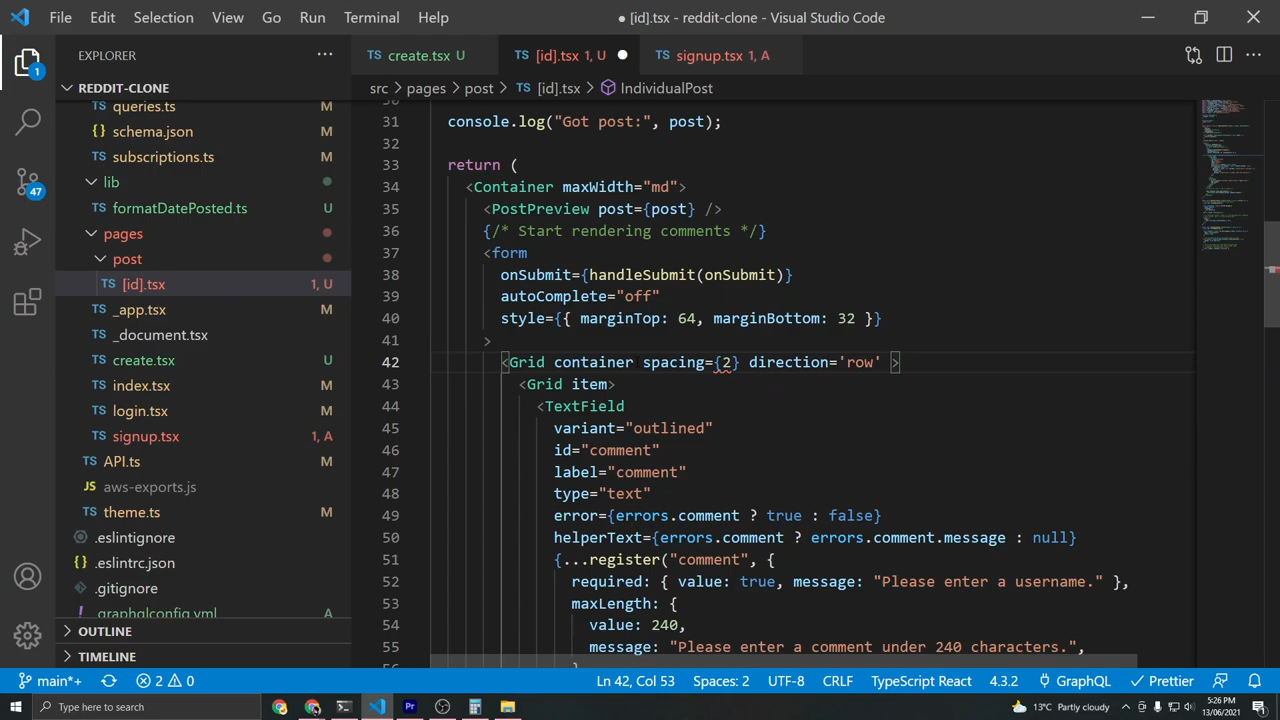 File Edit Selection View Go Run Terminal Help
● [id].tsx - reddit-clone - Visual Studio Code
EXPLORER
TS create.tsx U
TS [id].tsx 1, U
TS signup.tsx 1, A
src > pages > post > TS [id].tsx > IndividualPost
1
47
REDDIT-CLONE
queries.ts M
{} schema.json M
subscriptions.ts M
lib
formatDatePosted.ts U
pages
post
TS [id].tsx 1, U
TS _app.tsx M
TS _document.tsx
TS create.tsx U
TS index.tsx M
TS login.tsx M
TS signup.tsx 1, A
TS API.ts M
JS aws-exports.js
TS theme.ts M
.eslintignore
{} .eslintrc.json
.gitignore
! .graphqlconfig.yml A
OUTLINE
TIMELINE
30
31 console.log("Got post:", post);
32
33 return (
34 <Container maxWidth="md">
35 <PostPreview post={post} />
36 {/* Start rendering comments */}
37 <form
38 onSubmit={handleSubmit(onSubmit)}
39 autoComplete="off"
40 style={{ marginTop: 64, marginBottom: 32 }}
41 >
42 <Grid container spacing={2} direction='row' >
43 <Grid item>
44 <TextField
45 variant="outlined"
46 id="comment"
47 label="comment"
48 type="text"
49 error={errors.comment ? true : false}
50 helperText={errors.comment ? errors.comment.message : null}
51 {...register("comment", {
52 required: { value: true, message: "Please enter a username." },
53 maxLength: {
54 value: 240,
55 message: "Please enter a comment under 240 characters.",
56 }
main*+ 2 0 Ln 42, Col 53 Spaces: 2 UTF-8 CRLF TypeScript React 4.3.2 GraphQL Prettier
Type here to search
13°C Partly cloudy
5:26 PM
13/06/2021
1